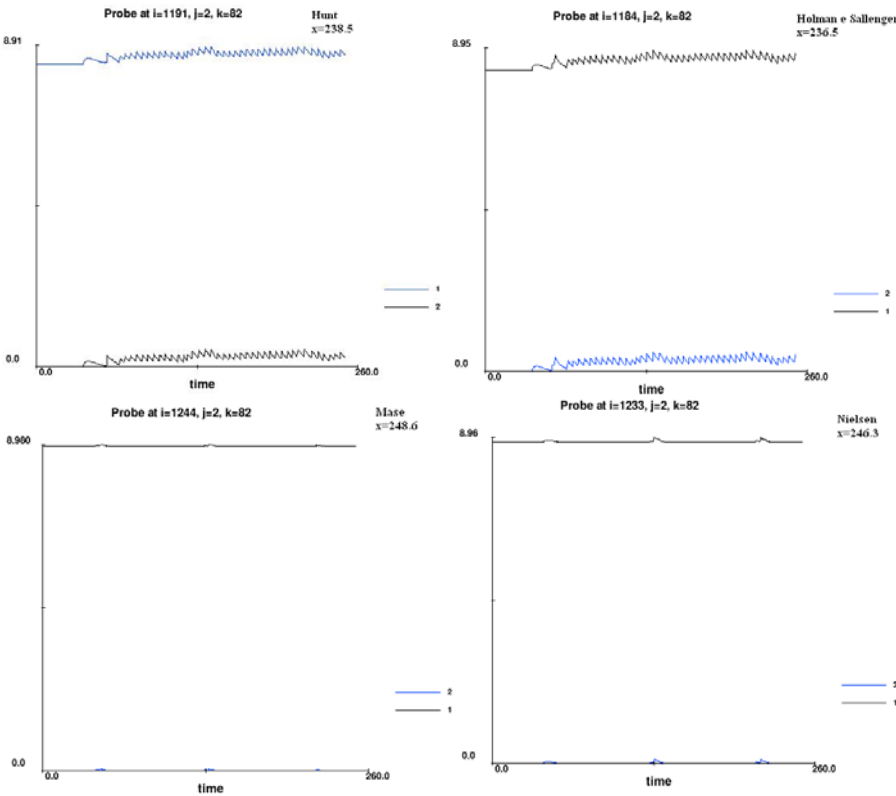 Probe at i=1191, j=2, k=82
Hunt
x=238.5
8.91
1
2
0.0
0.0
260.0
time
Probe at i=1184, j=2, k=82
Holman e Sallenger
x=236.5
8.95
2
1
0.0
0.0
260.0
time
Probe at i=1244, j=2, k=82
Mase
x=248.6
8.980
2
1
0.0
0.0
260.0
time
Probe at i=1233, j=2, k=82
Nielsen
x=246.3
8.96
2
1
0.0
0.0
260.0
time